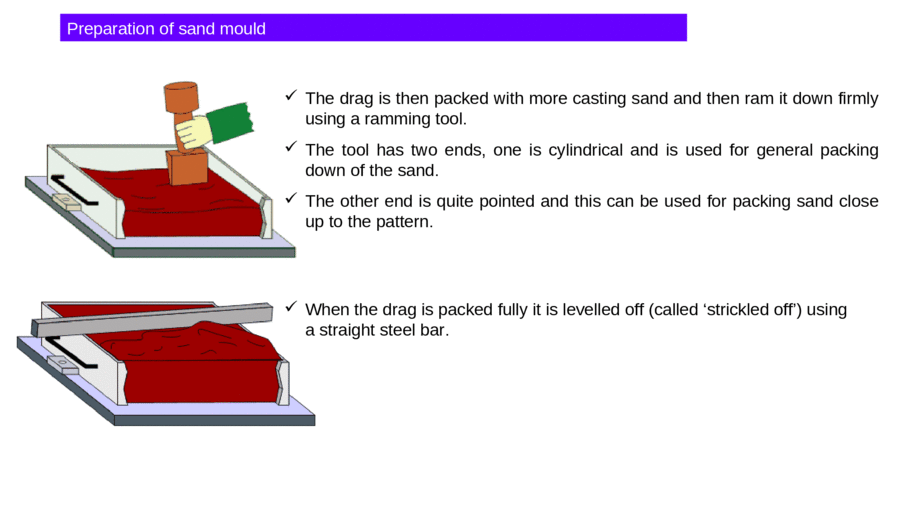 Preparation of sand mould
✓ The drag is then packed with more casting sand and then ram it down firmly
using a ramming tool.
✓ The tool has two ends, one is cylindrical and is used for general packing
down of the sand.
✓ The other end is quite pointed and this can be used for packing sand close
up to the pattern.
✓ When the drag is packed fully it is levelled off (called ‘strickled off’) using
a straight steel bar.